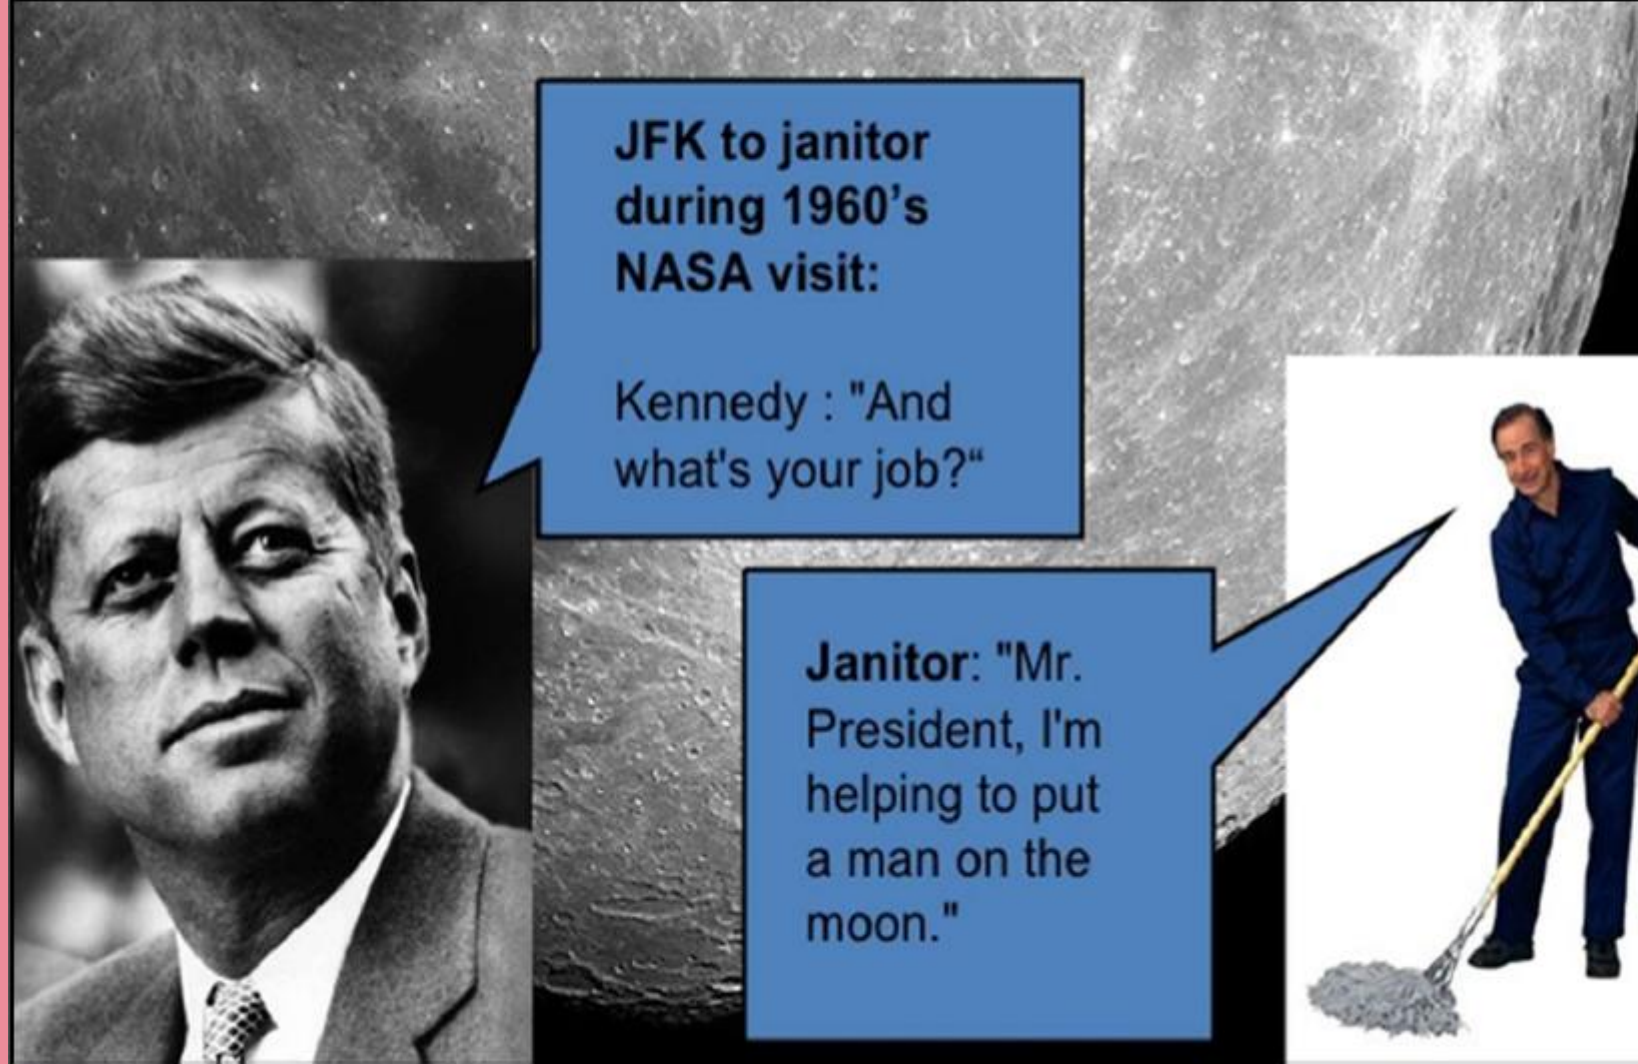 JFK to janitor
during 1960’s
NASA visit:
Kennedy : "And
what's your job?“
Janitor: "Mr.
President, I'm
helping to put
a man on the
moon."